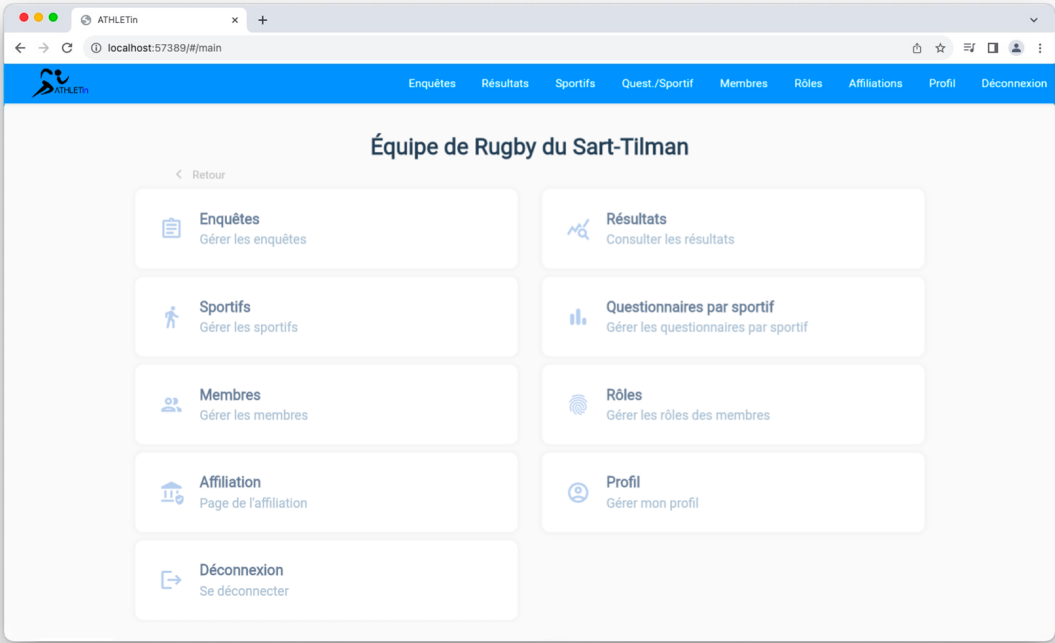 ATHLETin
localhost:57389/#/main
ATHLETin
Enquêtes Résultats Sportifs Quest./Sportif Membres Rôles Affiliations Profil Déconnexion
Équipe de Rugby du Sart-Tilman
Retour
Enquêtes
Gérer les enquêtes
Résultats
Consulter les résultats
Sportifs
Gérer les sportifs
Questionnaires par sportif
Gérer les questionnaires par sportif
Membres
Gérer les membres
Rôles
Gérer les rôles des membres
Affiliation
Page de l'affiliation
Profil
Gérer mon profil
Déconnexion
Se déconnecter